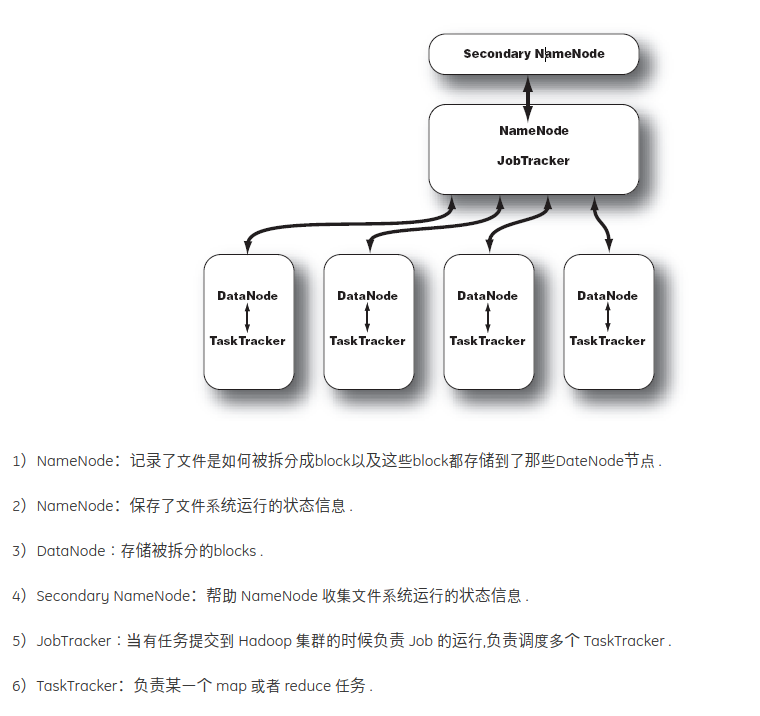 Secondary NameNode
NameNode
JobTracker
DataNode DataNode DataNode DataNode
TaskTracker TaskTracker TaskTracker TaskTracker
1）NameNode：记录了文件是如何被拆分成block以及这些block都存储到了那些DateNode节点 .
2）NameNode：保存了文件系统运行的状态信息 .
3）DataNode：存储被拆分的blocks .
4）Secondary NameNode：帮助 NameNode 收集文件系统运行的状态信息 .
5）JobTracker：当有任务提交到 Hadoop 集群的时候负责 Job 的运行,负责调度多个 TaskTracker .
6）TaskTracker：负责某一个 map 或者 reduce 任务 .